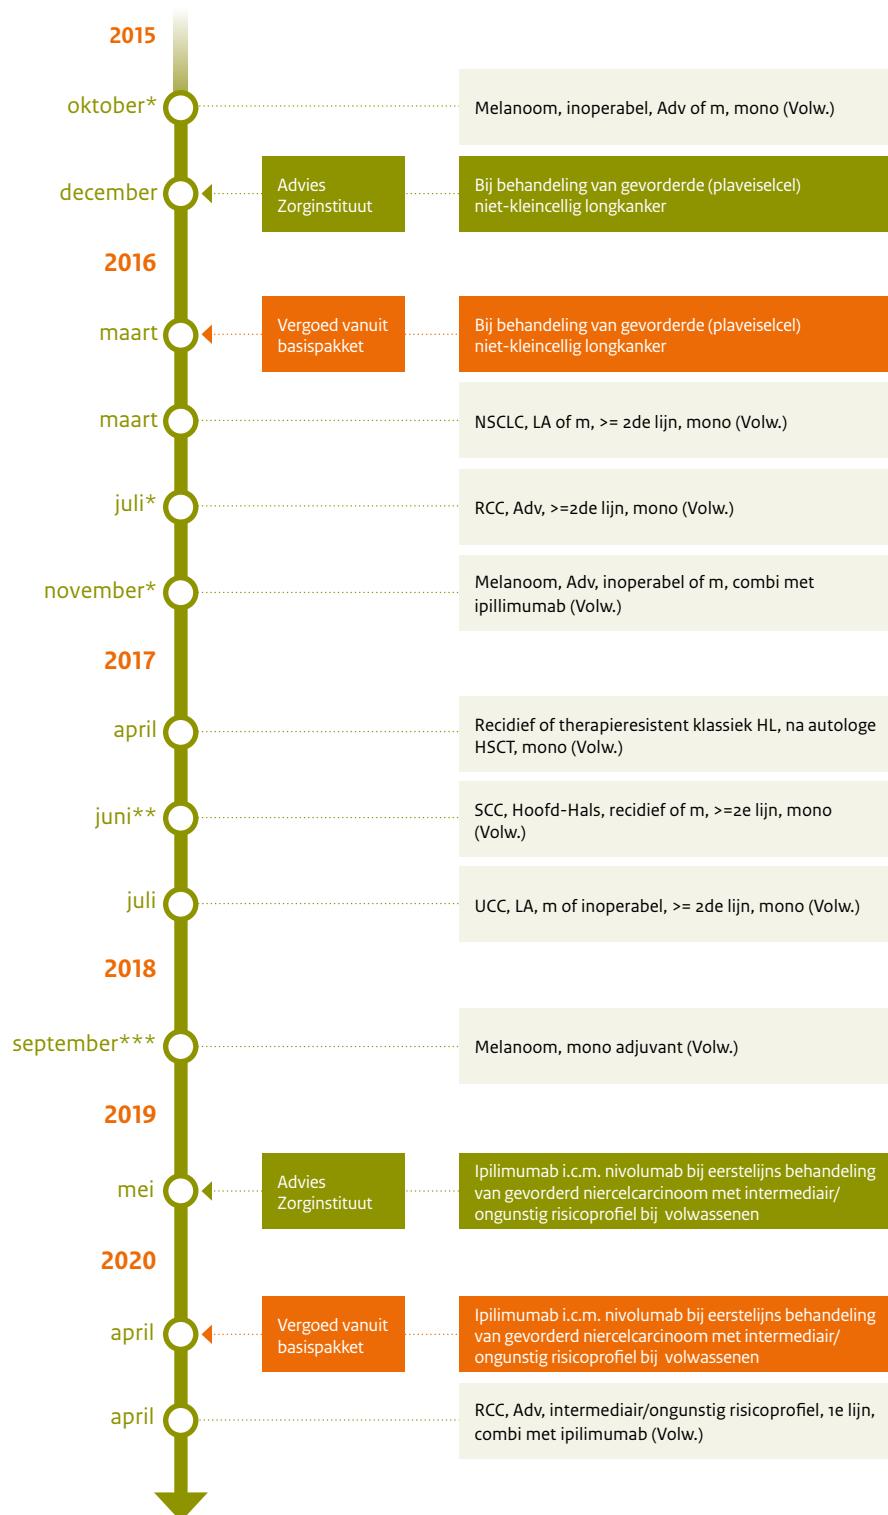 2015
oktober*
Melanoom, inoperabel, Adv of m, mono (Volw.)
december
Advies
Zorginstituut
Bij behandeling van gevorderde (plaveiselcel)
niet-kleincellig longkanker
2016
maart
Vergoed vanuit
basispakket
Bij behandeling van gevorderde (plaveiselcel)
niet-kleincellig longkanker
maart
NSCLC, LA of m, >= 2de lijn, mono (Volw.)
juli*
RCC, Adv, >=2de lijn, mono (Volw.)
november*
Melanoom, Adv, inoperabel of m, combi met
ipillimumab (Volw.)
2017
april
Recidief of therapieresistent klassiek HL, na autologe
HSCT, mono (Volw.)
juni**
SCC, Hoofd-Hals, recidief of m, >=2e lijn, mono
(Volw.)
juli
UCC, LA, m of inoperabel, >= 2de lijn, mono (Volw.)
2018
september***
Melanoom, mono adjuvant (Volw.)
2019
mei
Advies
Zorginstituut
Ipilimumab i.c.m. nivolumab bij eerstelijns behandeling
van gevorderd niercelcarcinoom met intermediair/
ongunstig risicoprofiel bij volwassenen
2020
april
Vergoed vanuit
basispakket
Ipilimumab i.c.m. nivolumab bij eerstelijns behandeling
van gevorderd niercelcarcinoom met intermediair/
ongunstig risicoprofiel bij volwassenen
april
RCC, Adv, intermediair/ongunstig risicoprofiel, 1e lijn,
combi met ipilimumab (Volw.)